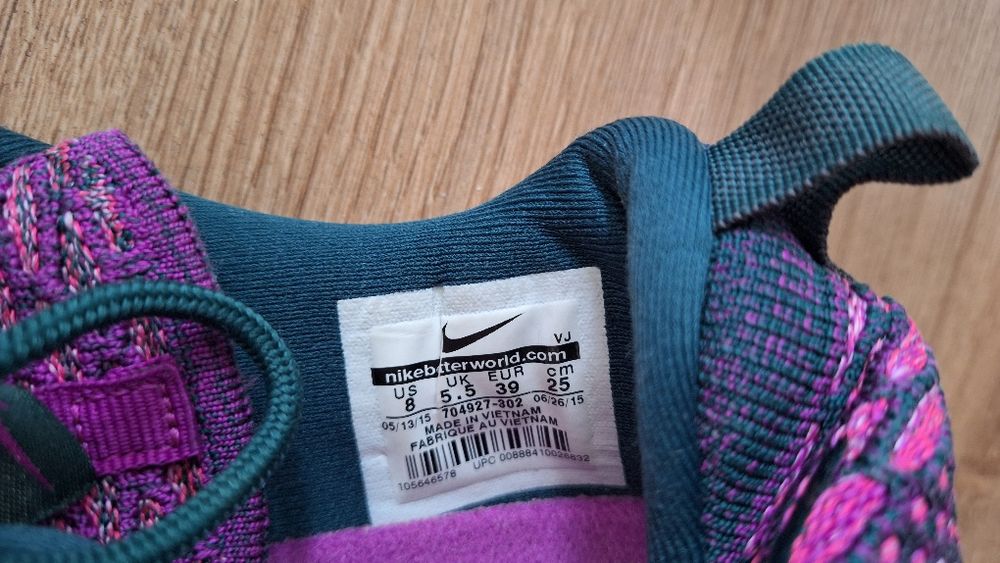 VJ
nikebetterworld.com
US UK EUR cm
8 5.5 39 25
05/13/15 704927-302 06/26/15
MADE IN VIETNAM
FABRIQUE AU VIETNAM
105646578 UPC 00888410026832